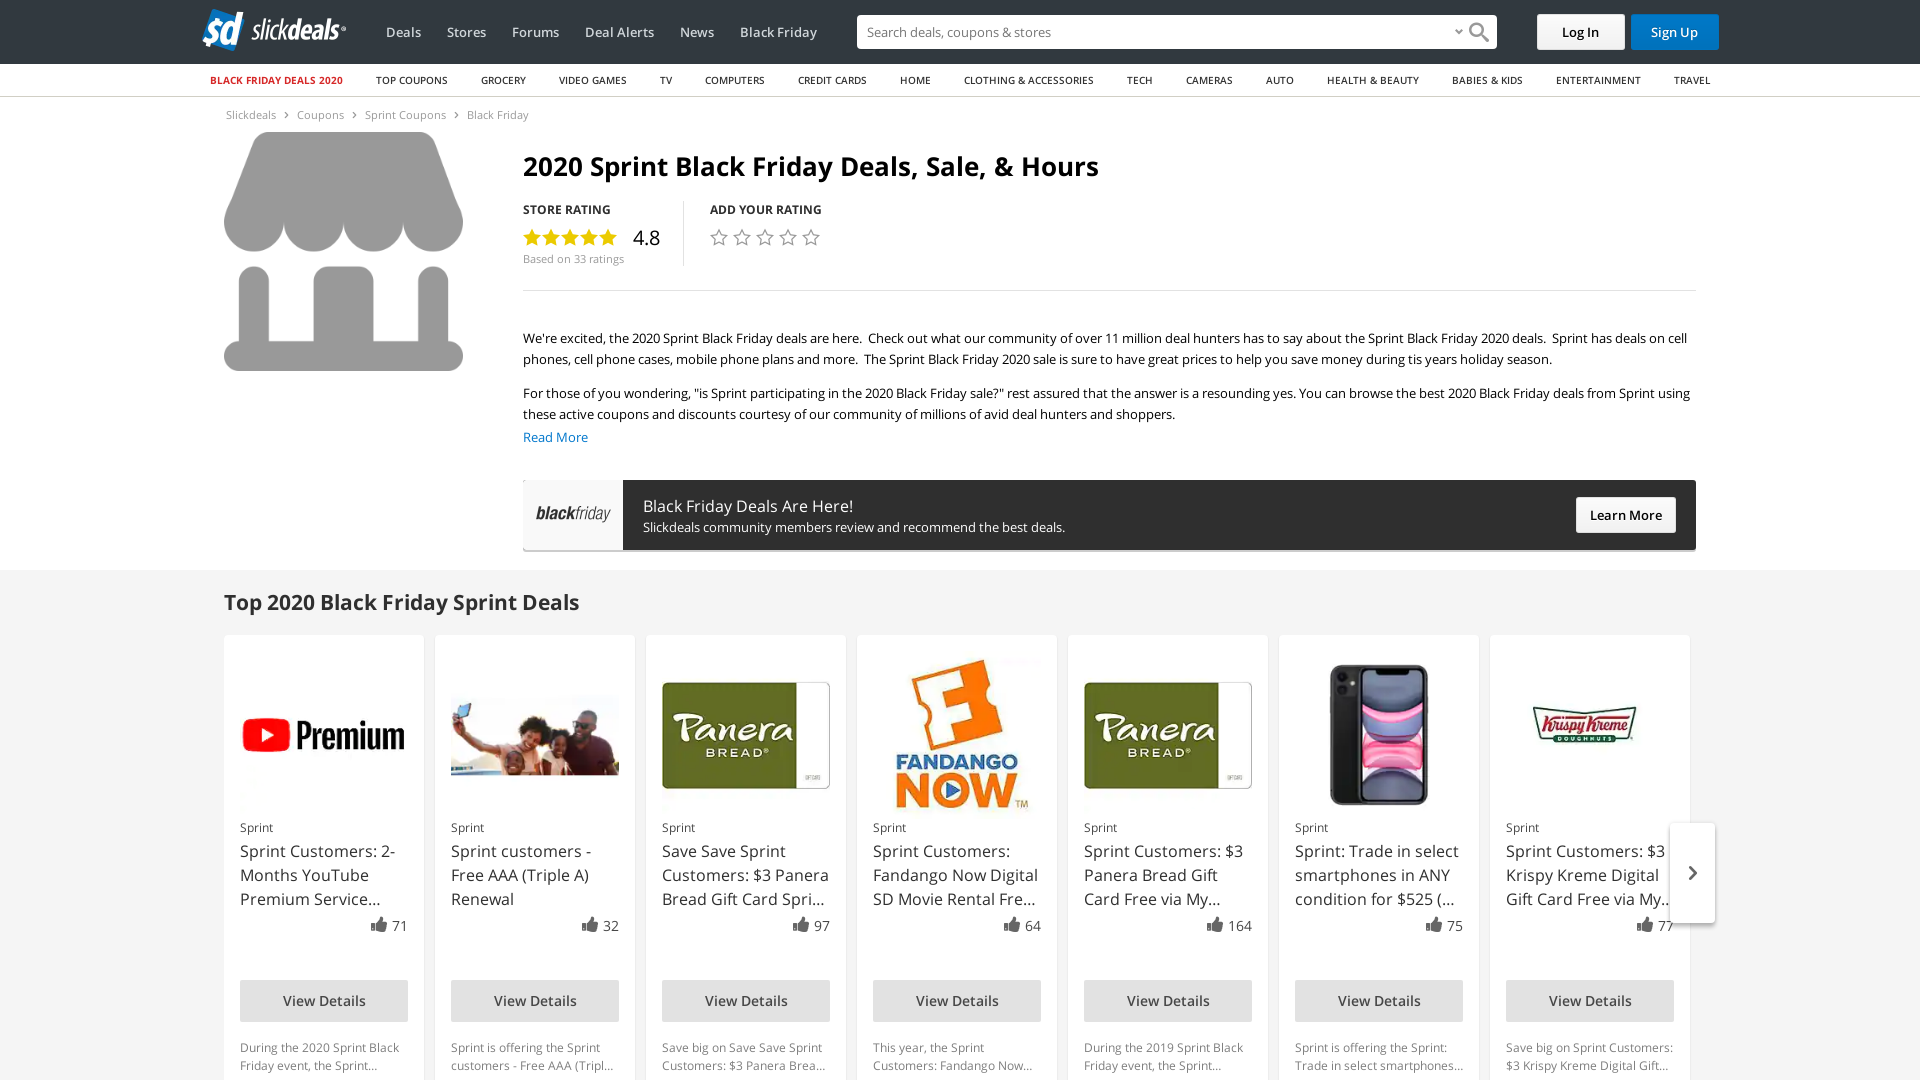 sd slickdeals
Deals
Stores
Forums
Deal Alerts
News
Black Friday
Search deals, coupons & stores
Log In
Sign Up
BLACK FRIDAY DEALS 2020
TOP COUPONS
GROCERY
VIDEO GAMES
TV
COMPUTERS
CREDIT CARDS
HOME
CLOTHING & ACCESSORIES
TECH
CAMERAS
AUTO
HEALTH & BEAUTY
BABIES & KIDS
ENTERTAINMENT
TRAVEL
Slickdeals > Coupons > Sprint Coupons > Black Friday
2020 Sprint Black Friday Deals, Sale, & Hours
STORE RATING
4.8
Based on 33 ratings
ADD YOUR RATING
We're excited, the 2020 Sprint Black Friday deals are here.  Check out what our community of over 11 million deal hunters has to say about the Sprint Black Friday 2020 deals.  Sprint has deals on cell
phones, cell phone cases, mobile phone plans and more.  The Sprint Black Friday 2020 sale is sure to have great prices to help you save money during tis years holiday season.
For those of you wondering, "is Sprint participating in the 2020 Black Friday sale?" rest assured that the answer is a resounding yes. You can browse the best 2020 Black Friday deals from Sprint using
these active coupons and discounts courtesy of our community of millions of avid deal hunters and shoppers.
Read More
blackfriday
Black Friday Deals Are Here!
Slickdeals community members review and recommend the best deals.
Learn More
Top 2020 Black Friday Sprint Deals
Premium
Sprint
Sprint Customers: 2-
Months YouTube
Premium Service...
71
View Details
During the 2020 Sprint Black
Friday event, the Sprint...
Sprint
Sprint customers -
Free AAA (Triple A)
Renewal
32
View Details
Sprint is offering the Sprint
customers - Free AAA (Tripl...
Panera
BREAD®
Sprint
Save Save Sprint
Customers: $3 Panera
Bread Gift Card Spri...
97
View Details
Save big on Save Save Sprint
Customers: $3 Panera Brea...
FANDANGO
NOW™
Sprint
Sprint Customers:
Fandango Now Digital
SD Movie Rental Fre...
64
View Details
This year, the Sprint
Customers: Fandango Now...
Panera
BREAD®
Sprint
Sprint Customers: $3
Panera Bread Gift
Card Free via My...
164
View Details
During the 2019 Sprint Black
Friday event, the Sprint...
Sprint
Sprint: Trade in select
smartphones in ANY
condition for $525 (...
75
View Details
Sprint is offering the Sprint:
Trade in select smartphones...
Krispy Kreme
DOUGHNUTS
Sprint
Sprint Customers: $3
Krispy Kreme Digital
Gift Card Free via My...
77
View Details
Save big on Sprint Customers:
$3 Krispy Kreme Digital Gift...